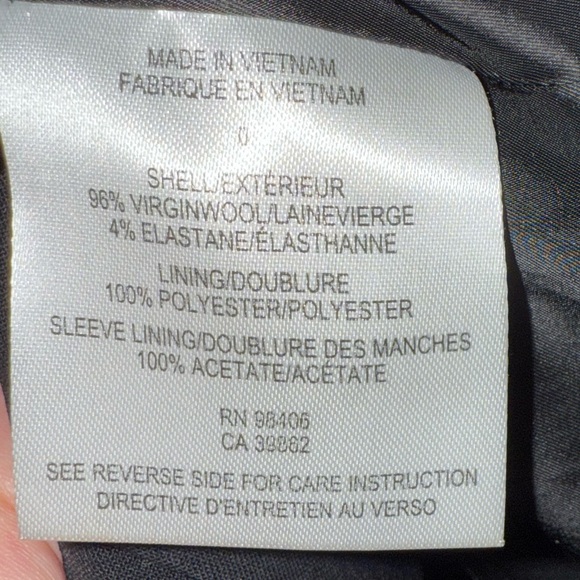 MADE IN VIETNAM
FABRIQUÉ EN VIETNAM
0
SHELL/EXTÉRIEUR
96% VIRGINWOOL/LAINEVIERGE
4% ELASTANE/ÉLASTHANNE
LINING/DOUBLURE
100% POLYESTER/POLYESTER
SLEEVE LINING/DOUBLURE DES MANCHES
100% ACETATE/ACÉTATE
RN 98406
CA 39862
SEE REVERSE SIDE FOR CARE INSTRUCTION
DIRECTIVE D'ENTRETIEN AU VERSO